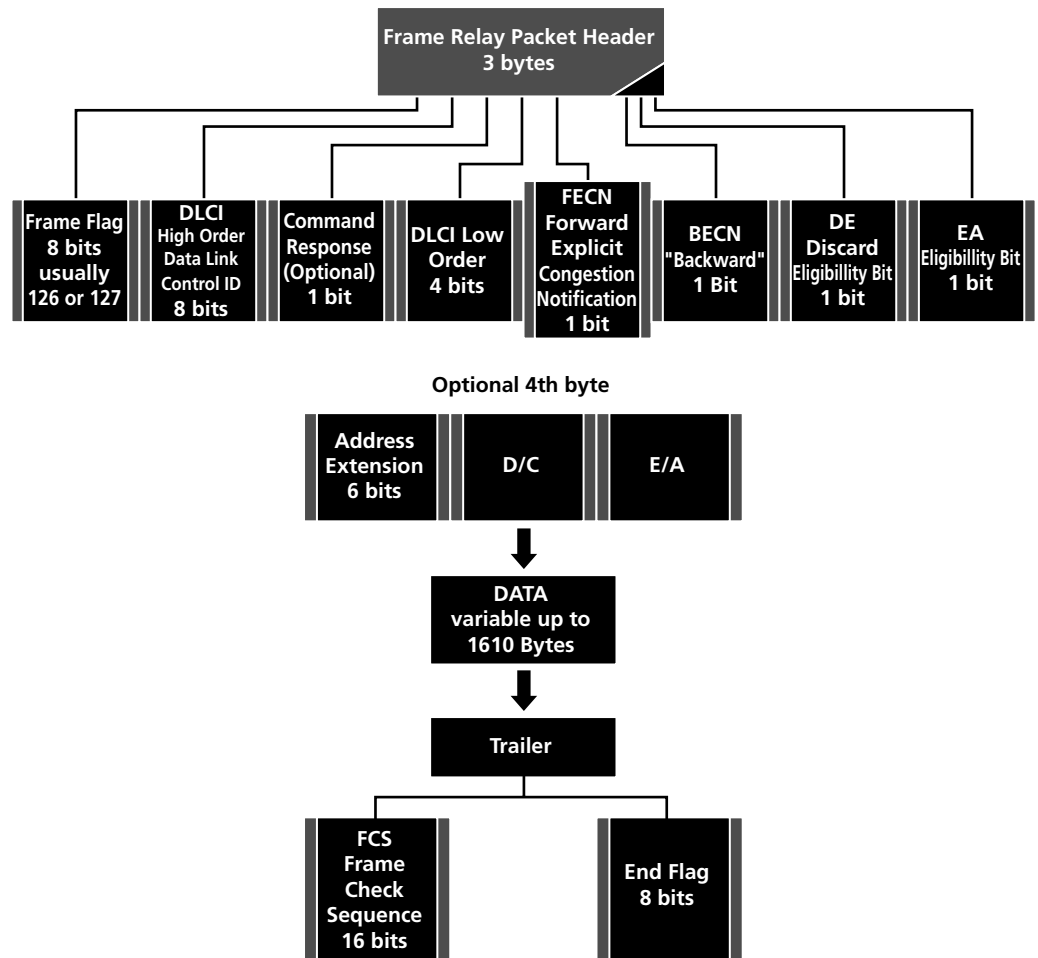 Frame Relay Packet Header
3 bytes
Frame Flag
8 bits
usually
126 or 127
DLCI
High Order
Data Link
Control ID
8 bits
Command
Response
(Optional)
1 bit
DLCI Low
Order
4 bits
FECN
Forward
Explicit
Congestion
Notification
1 bit
BECN
"Backward"
1 Bit
DE
Discard
Eligibillity Bit
1 bit
EA
Eligibillity Bit
1 bit
Optional 4th byte
Address
Extension
6 bits
D/C
E/A
DATA
variable up to
1610 Bytes
Trailer
FCS
Frame
Check
Sequence
16 bits
End Flag
8 bits